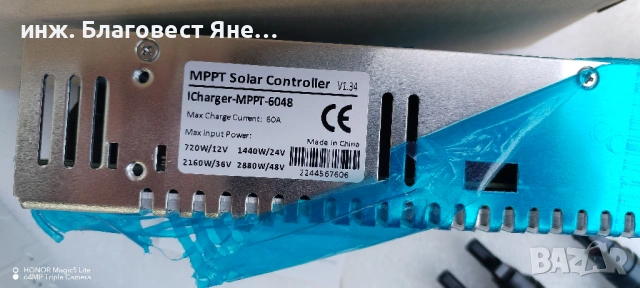 инж. Благовест Яне...
MPPT Solar Controller V1.34
ICharger-MPPT-6048
Max Charge Current: 60A
Max Input Power:
Made in China
720W/12V 1440W/24V
2160W/36V 2880W/48V
CE
2244567606
HONOR Magic5 Lite
64MP Triple Camera
BAZAR